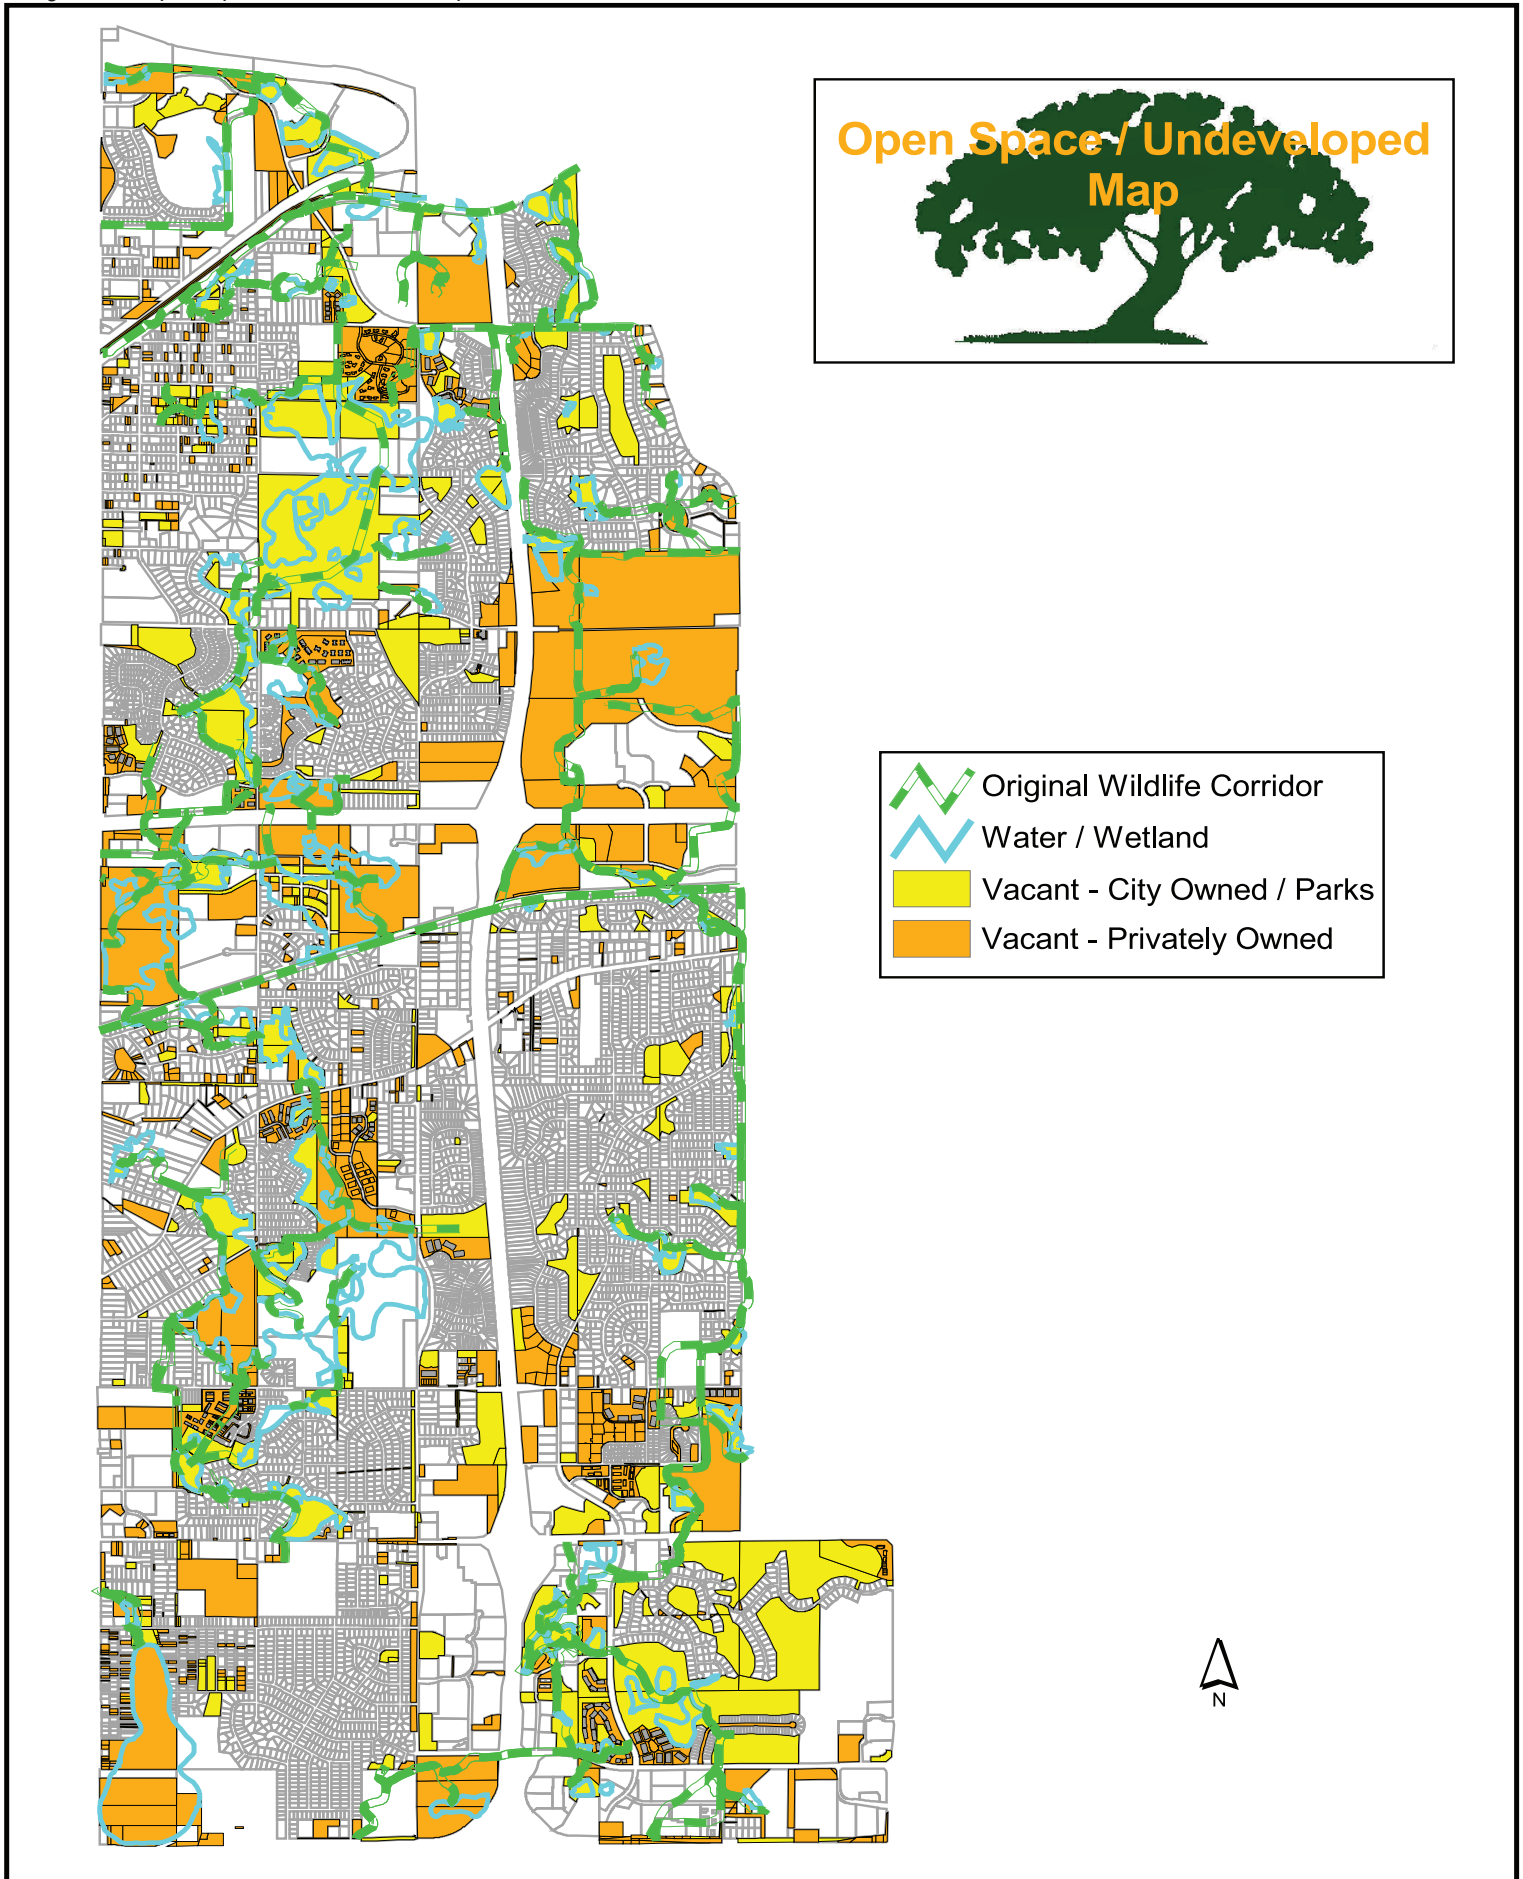 Open Space / Undeveloped
Map
Original Wildlife Corridor
Water / Wetland
Vacant - City Owned / Parks
Vacant - Privately Owned
N